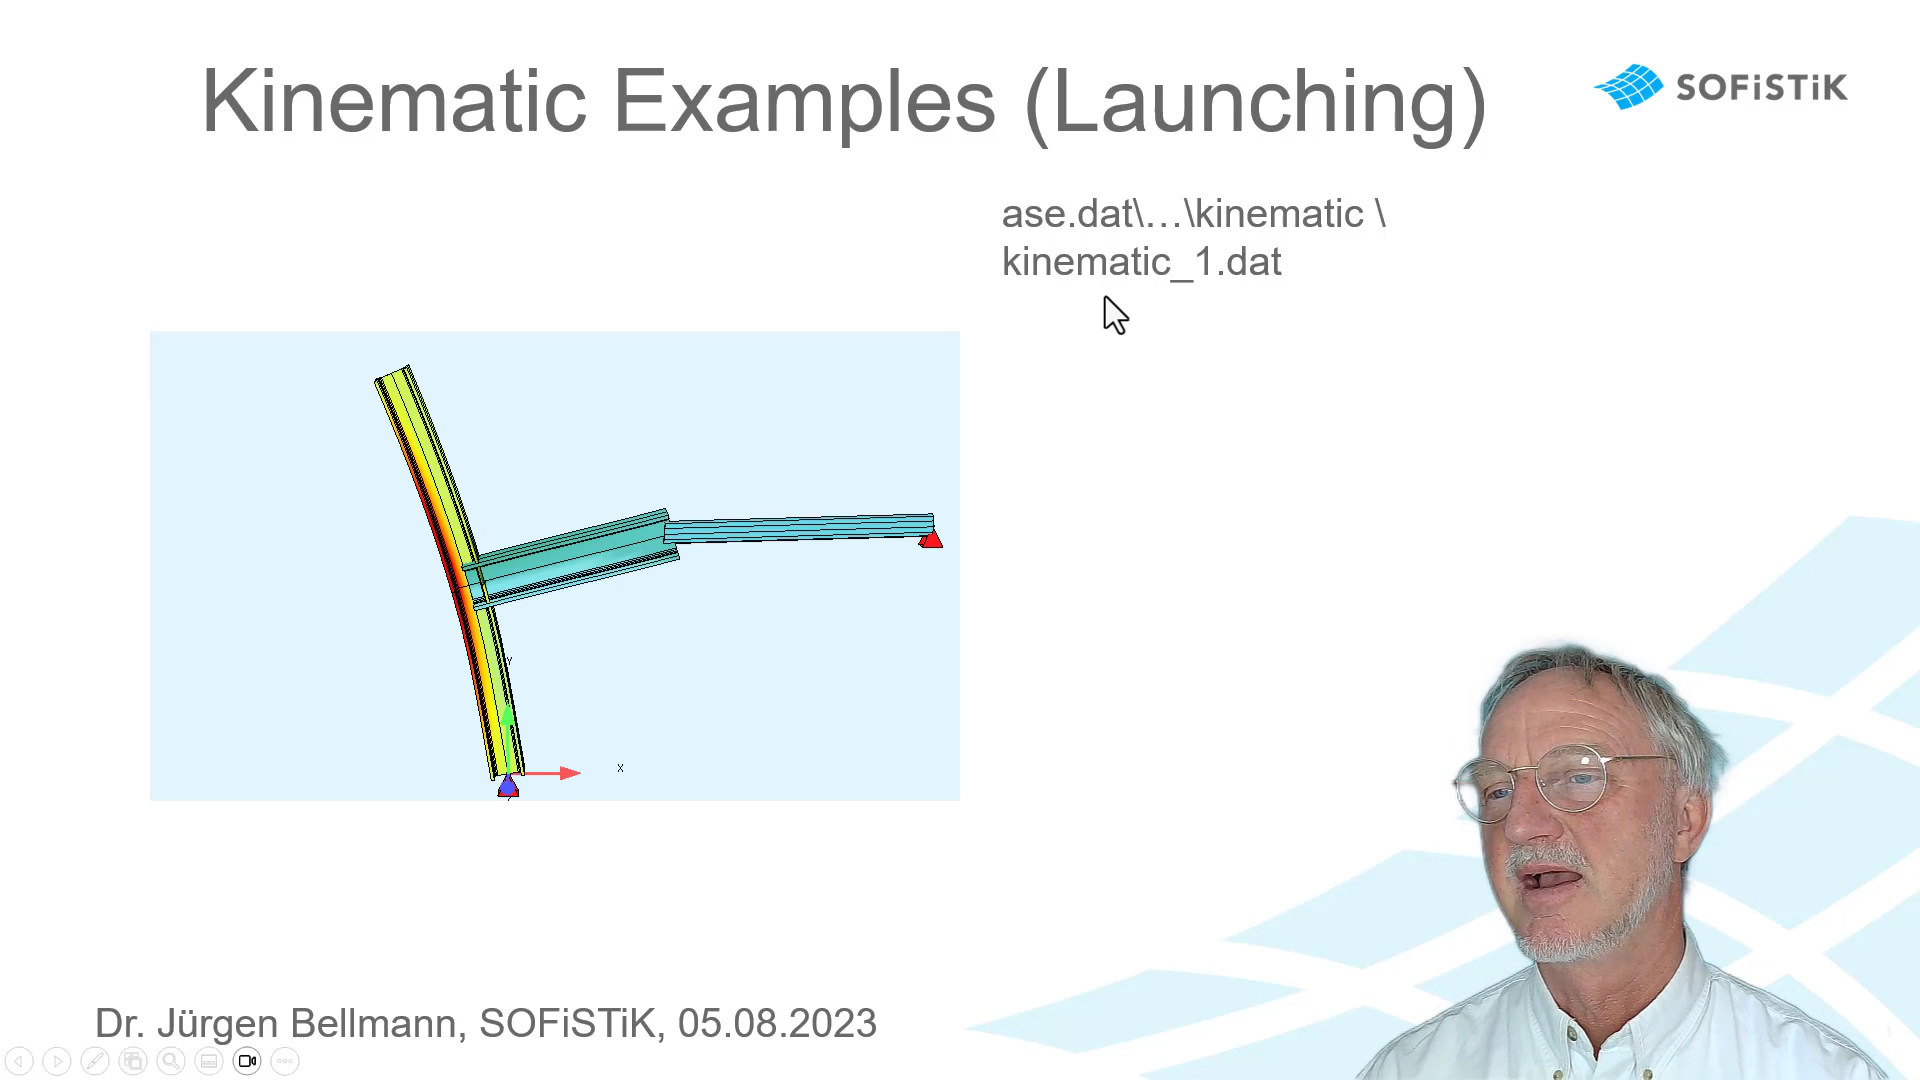 Kinematic Examples (Launching)
SOFiSTiK
ase.dat\…\kinematic \
kinematic_1.dat
Y
X
Dr. Jürgen Bellmann, SOFiSTiK, 05.08.2023